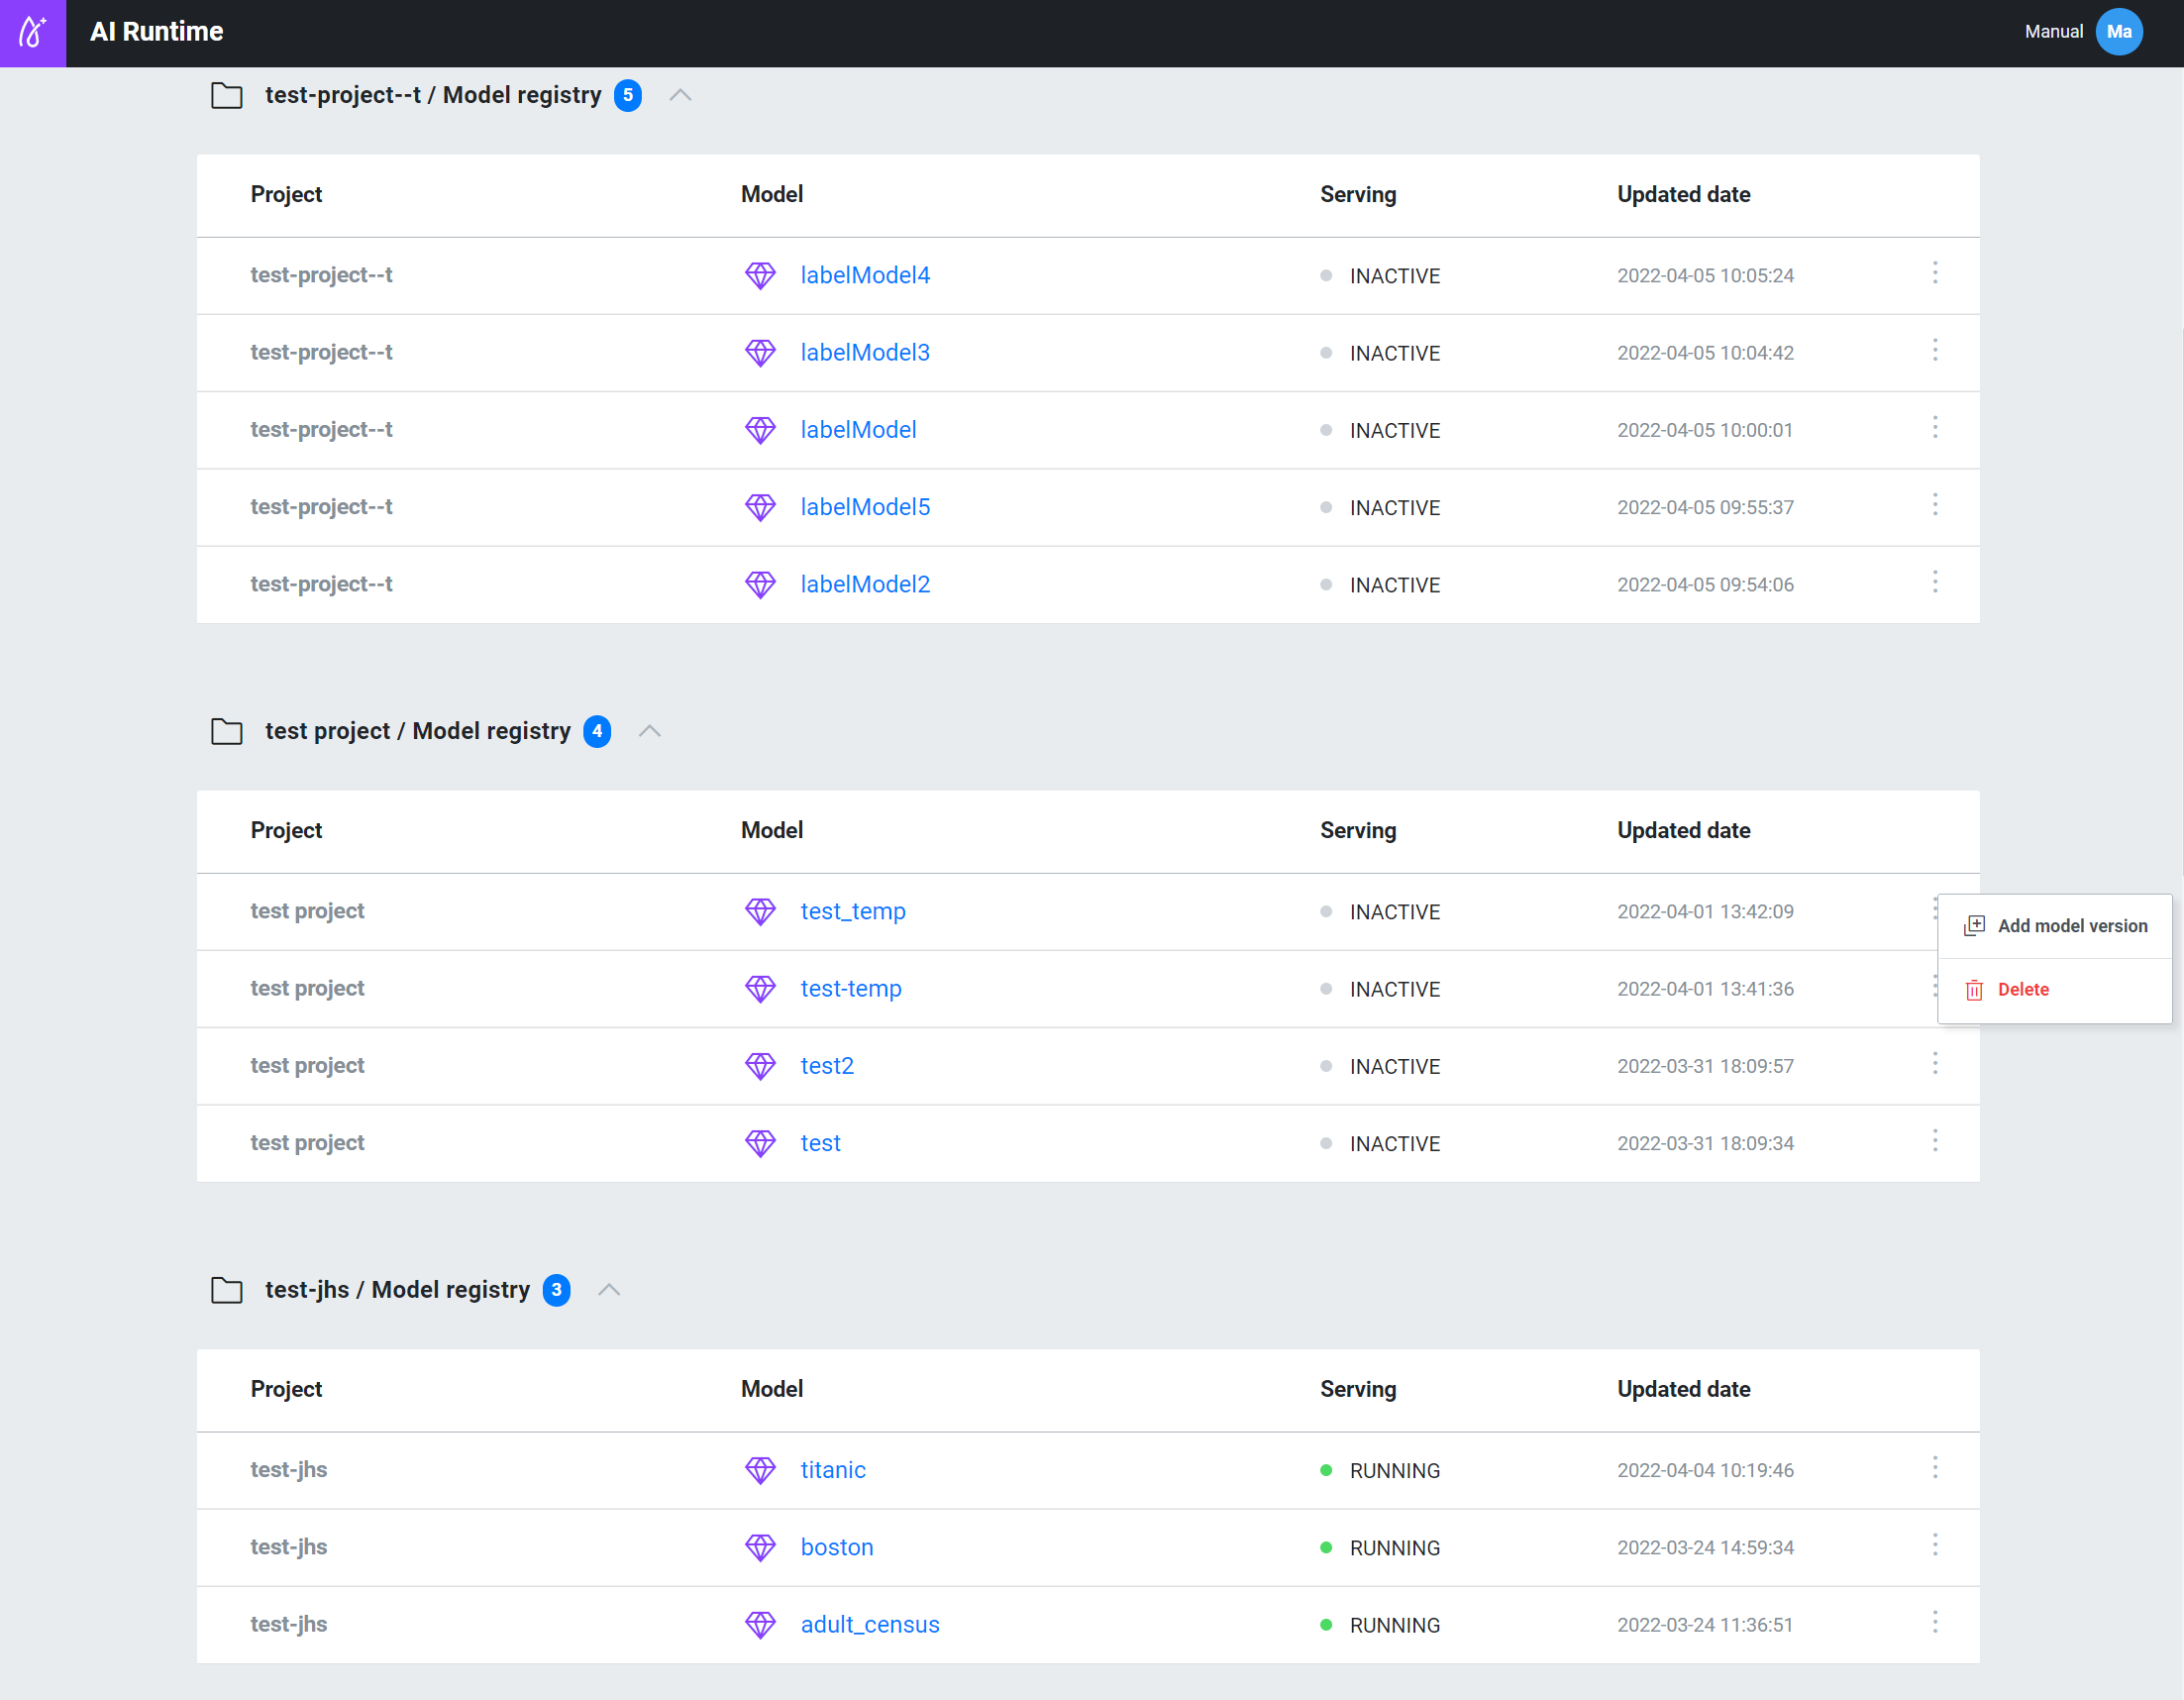 AI Runtime
Manual Ma
test-project--t / Model registry 5
Project Model Serving Updated date
test-project--t labelModel4 INACTIVE 2022-04-05 10:05:24
test-project--t labelModel3 INACTIVE 2022-04-05 10:04:42
test-project--t labelModel INACTIVE 2022-04-05 10:00:01
test-project--t labelModel5 INACTIVE 2022-04-05 09:55:37
test-project--t labelModel2 INACTIVE 2022-04-05 09:54:06
test project / Model registry 4
Project Model Serving Updated date
test project test_temp INACTIVE 2022-04-01 13:42:09
Add model version
test project test-temp INACTIVE 2022-04-01 13:41:36
Delete
test project test2 INACTIVE 2022-03-31 18:09:57
test project test INACTIVE 2022-03-31 18:09:34
test-jhs / Model registry 3
Project Model Serving Updated date
test-jhs titanic RUNNING 2022-04-04 10:19:46
test-jhs boston RUNNING 2022-03-24 14:59:34
test-jhs adult_census RUNNING 2022-03-24 11:36:51